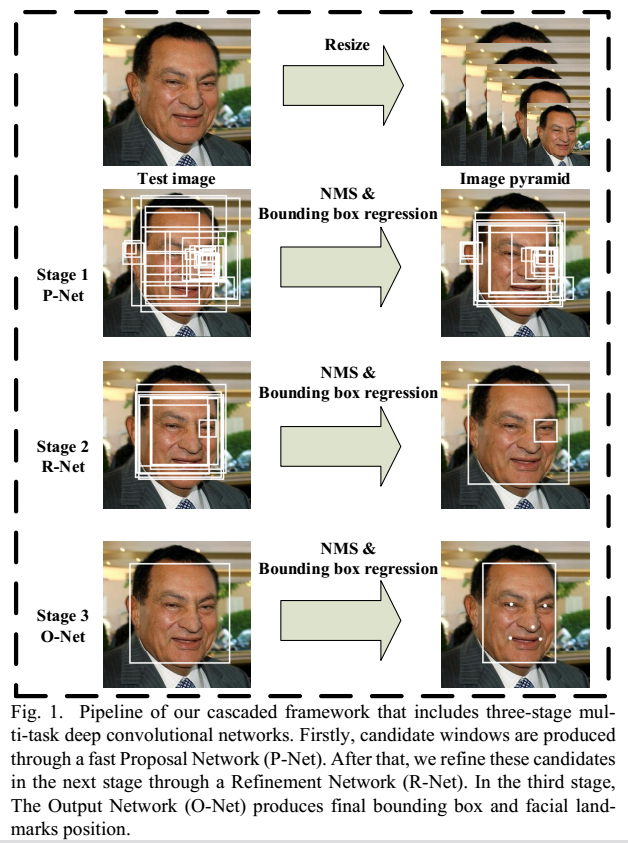 Resize
Test image
Image pyramid
NMS &
Bounding box regression
Stage 1
P-Net
NMS &
Bounding box regression
Stage 2
R-Net
NMS &
Bounding box regression
Stage 3
O-Net
Fig. 1.  Pipeline of our cascaded framework that includes three-stage mul-
ti-task deep convolutional networks. Firstly, candidate windows are produced
through a fast Proposal Network (P-Net). After that, we refine these candidates
in the next stage through a Refinement Network (R-Net). In the third stage,
The Output Network (O-Net) produces final bounding box and facial land-
marks position.